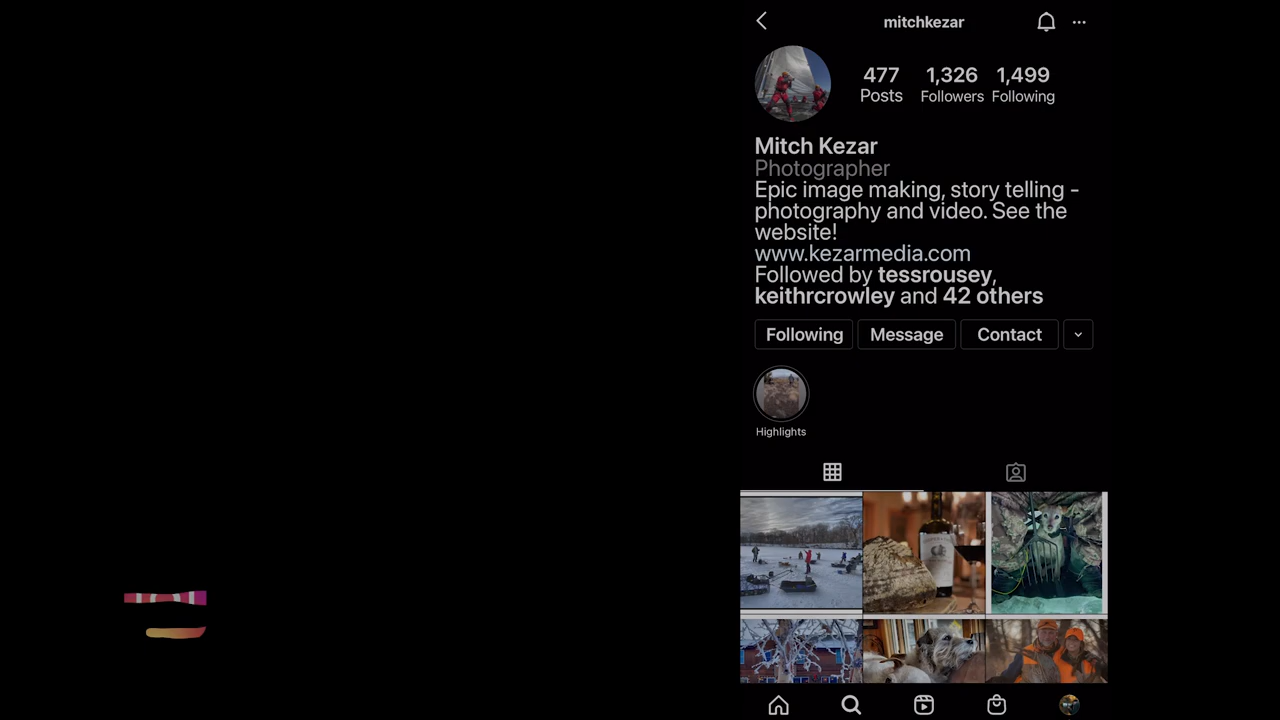 mitchkezar
477 1,326 1,499
Posts Followers Following
Mitch Kezar
Photographer
Epic image making, story telling -
photography and video. See the
website!
www.kezarmedia.com
Followed by tessrousey,
keithrcrowley and 42 others
Following Message Contact
Highlights